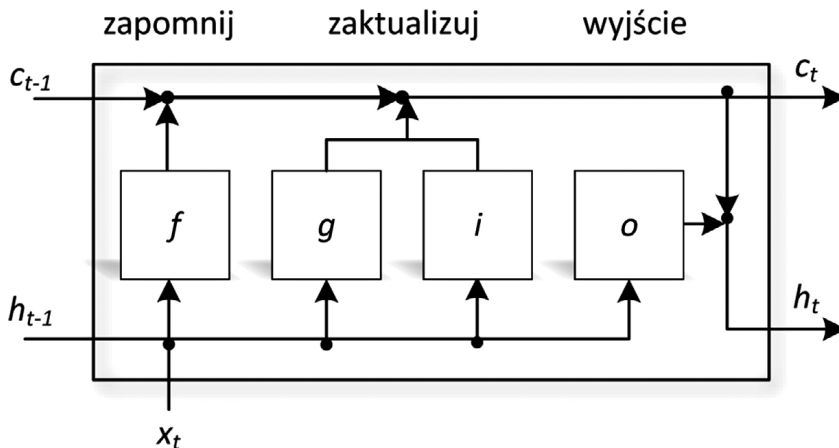 zapomnij zaktualizuj wyjście
c_{t-1} c_t
f g i o
h_{t-1} h_t
x_t